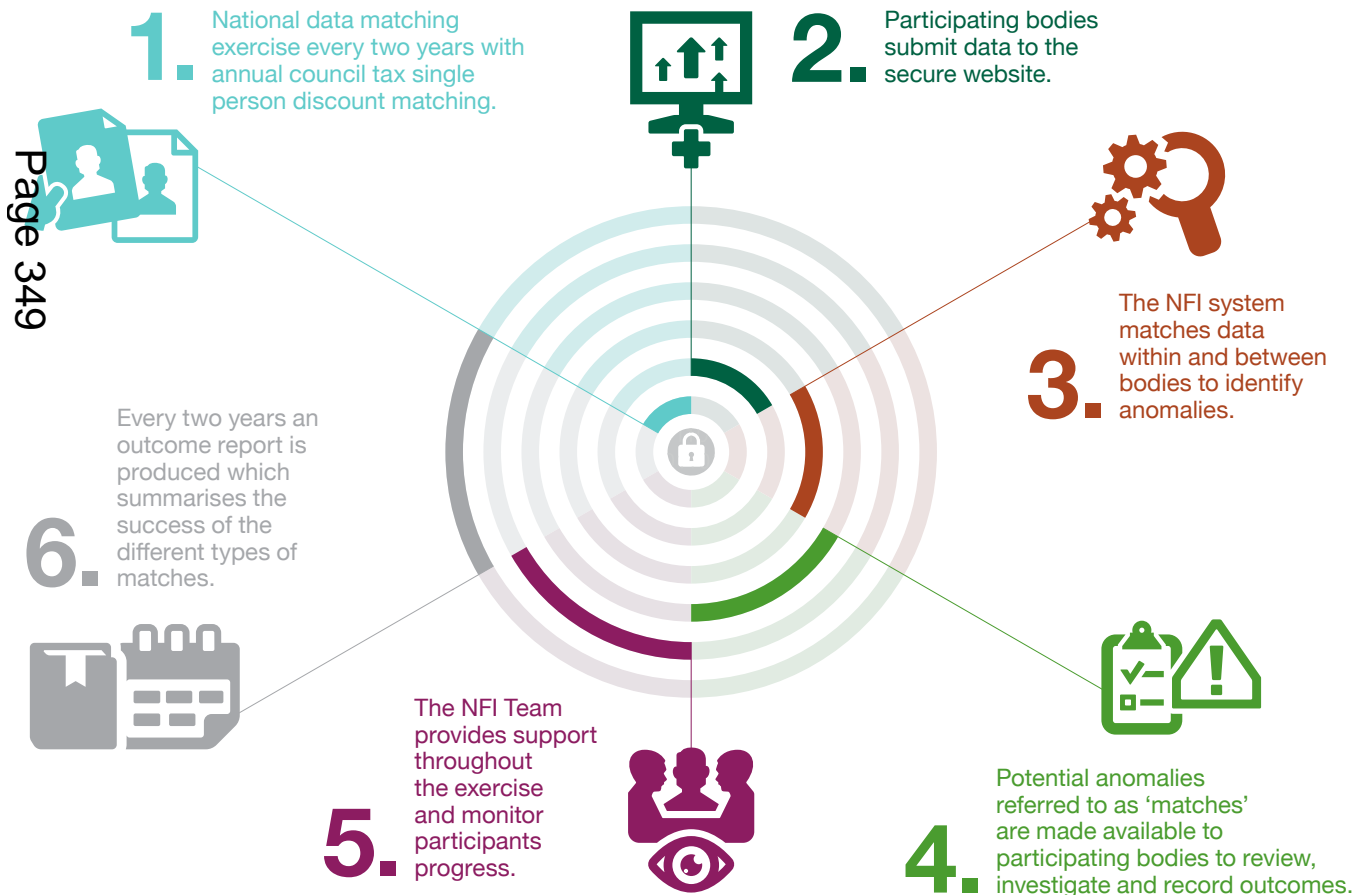 1.
National data matching
exercise every two years with
annual council tax single
person discount matching.
2.
Participating bodies
submit data to the
secure website.
3.
The NFI system
matches data
within and between
bodies to identify
anomalies.
4.
Potential anomalies
referred to as ‘matches’
are made available to
participating bodies to review,
investigate and record outcomes.
5.
The NFI Team
provides support
throughout
the exercise
and monitor
participants
progress.
6.
Every two years an
outcome report is
produced which
summarises the
success of the
different types of
matches.
Page 349